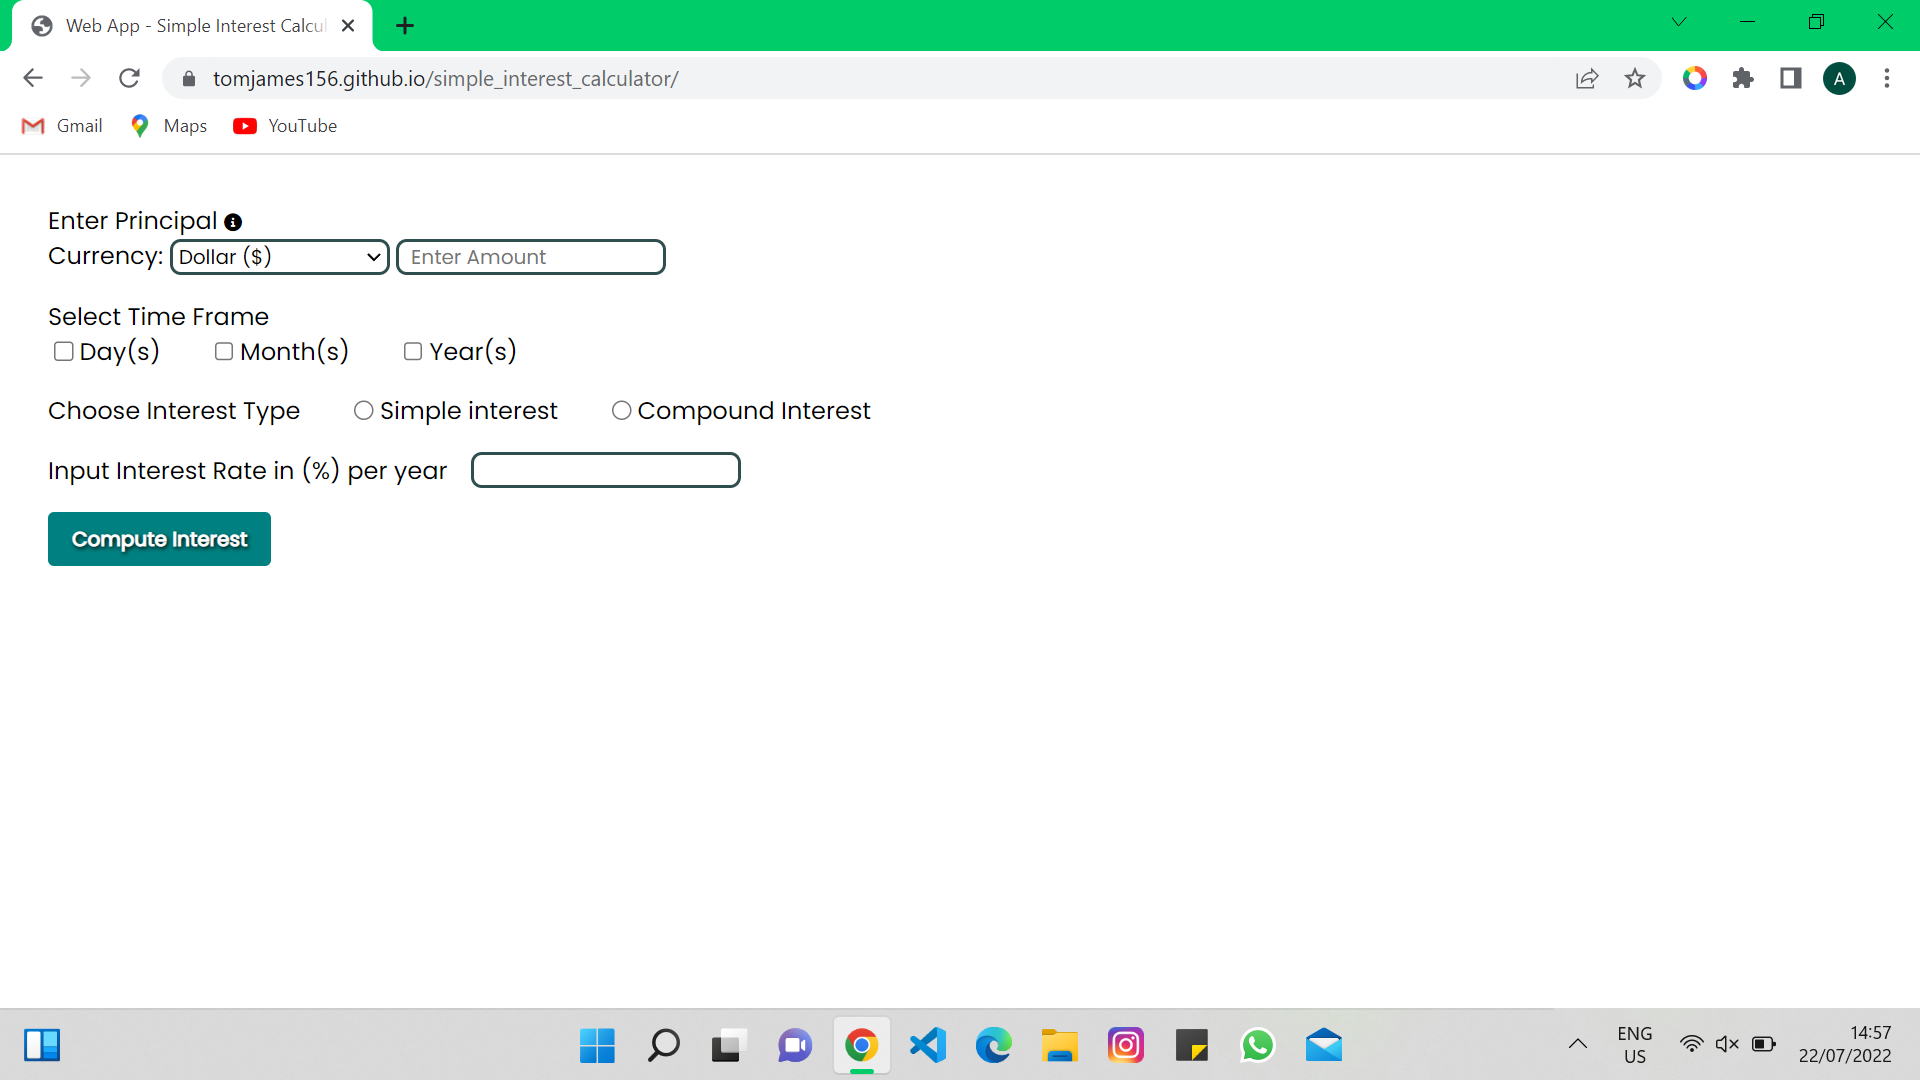 Web App - Simple Interest Calcul
tomjames156.github.io/simple_interest_calculator/
A
Gmail Maps YouTube
Enter Principal
Currency: Dollar ($) Enter Amount
Select Time Frame
Day(s) Month(s) Year(s)
Choose Interest Type Simple interest Compound Interest
Input Interest Rate in (%) per year
Compute Interest
ENG
US
14:57
22/07/2022